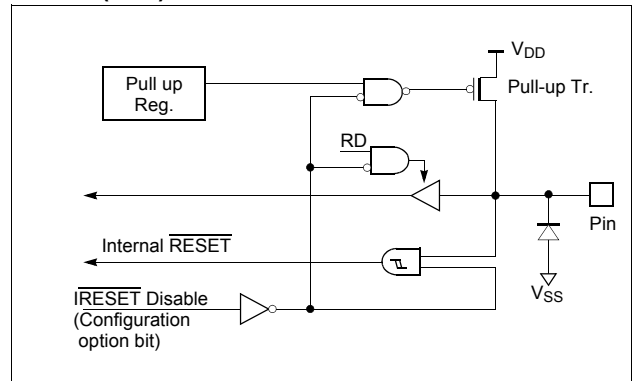 VDD
Pull up
Reg.
Pull-up Tr.
RD
Pin
Internal RESET
VSS
IRESET Disable
(Configuration
option bit)